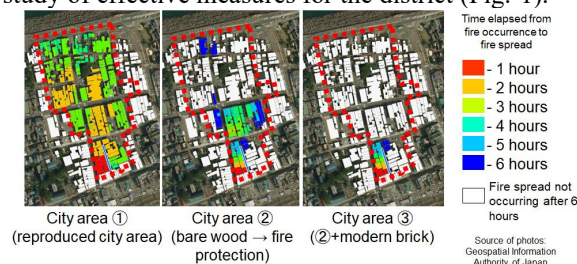 study of effective measures for the district (Fig. 1).
Time elapsed from
fire occurrence to
fire spread
- 1 hour
- 2 hours
- 3 hours
- 4 hours
- 5 hours
- 6 hours
Fire spread not
occurring after 6
hours
City area ①
(reproduced city area)
City area ②
(bare wood → fire
protection)
City area ③
(②+modern brick)
Source of photos:
Geospatial Information
Authority of Japan